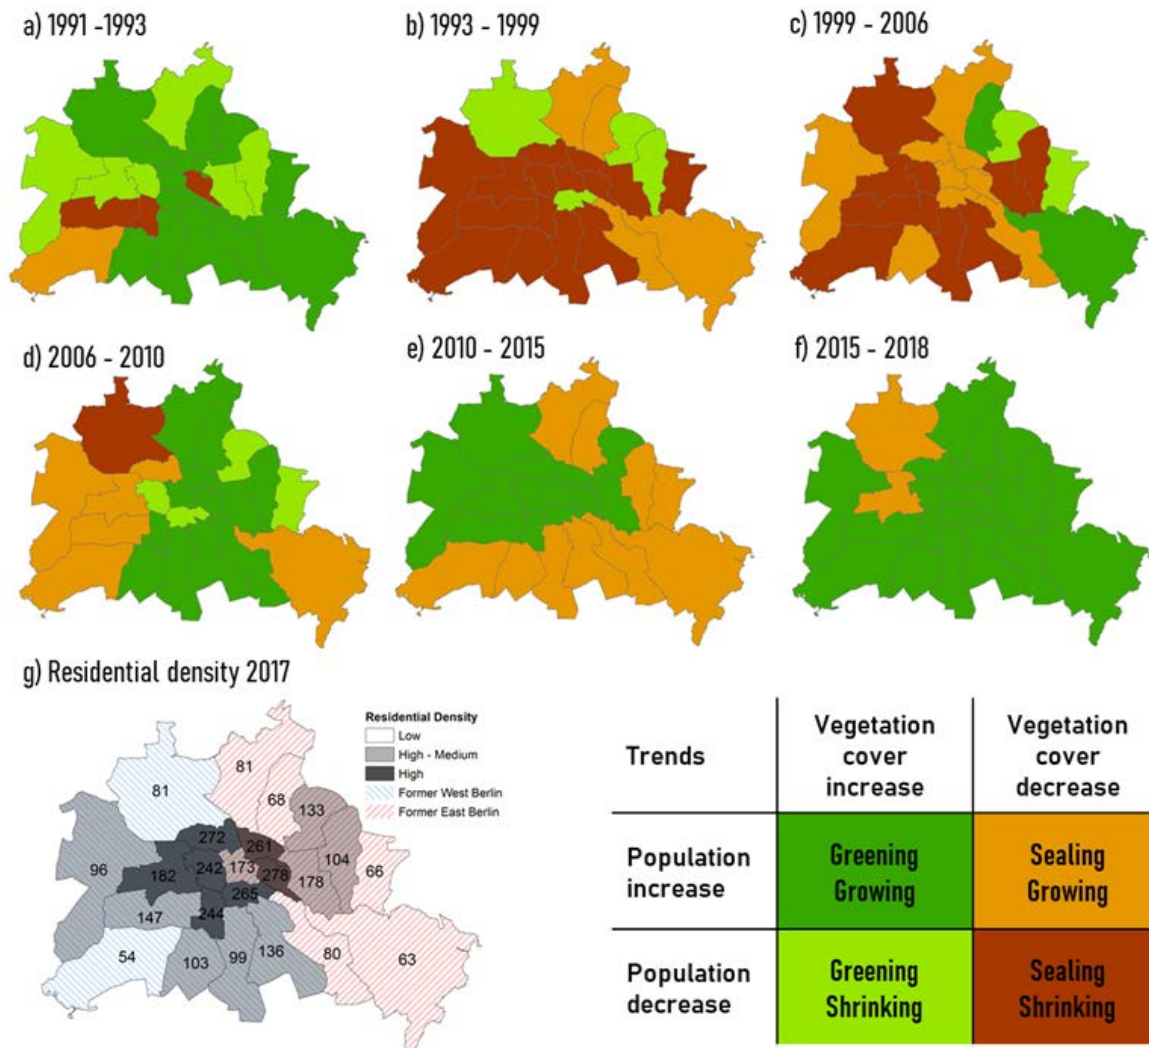 a) 1991 -1993
b) 1993 - 1999
c) 1999 - 2006
d) 2006 - 2010
e) 2010 - 2015
f) 2015 - 2018
g) Residential density 2017
Residential Density
Low
High - Medium
High
Former West Berlin
Former East Berlin
81
81
68
133
272
261
104
96
182
242
173
278
178
66
265
147
244
54
103
99
136
80
63
Trends
Vegetation
cover
increase
Vegetation
cover
decrease
Population
increase
Greening
Growing
Sealing
Growing
Population
decrease
Greening
Shrinking
Sealing
Shrinking